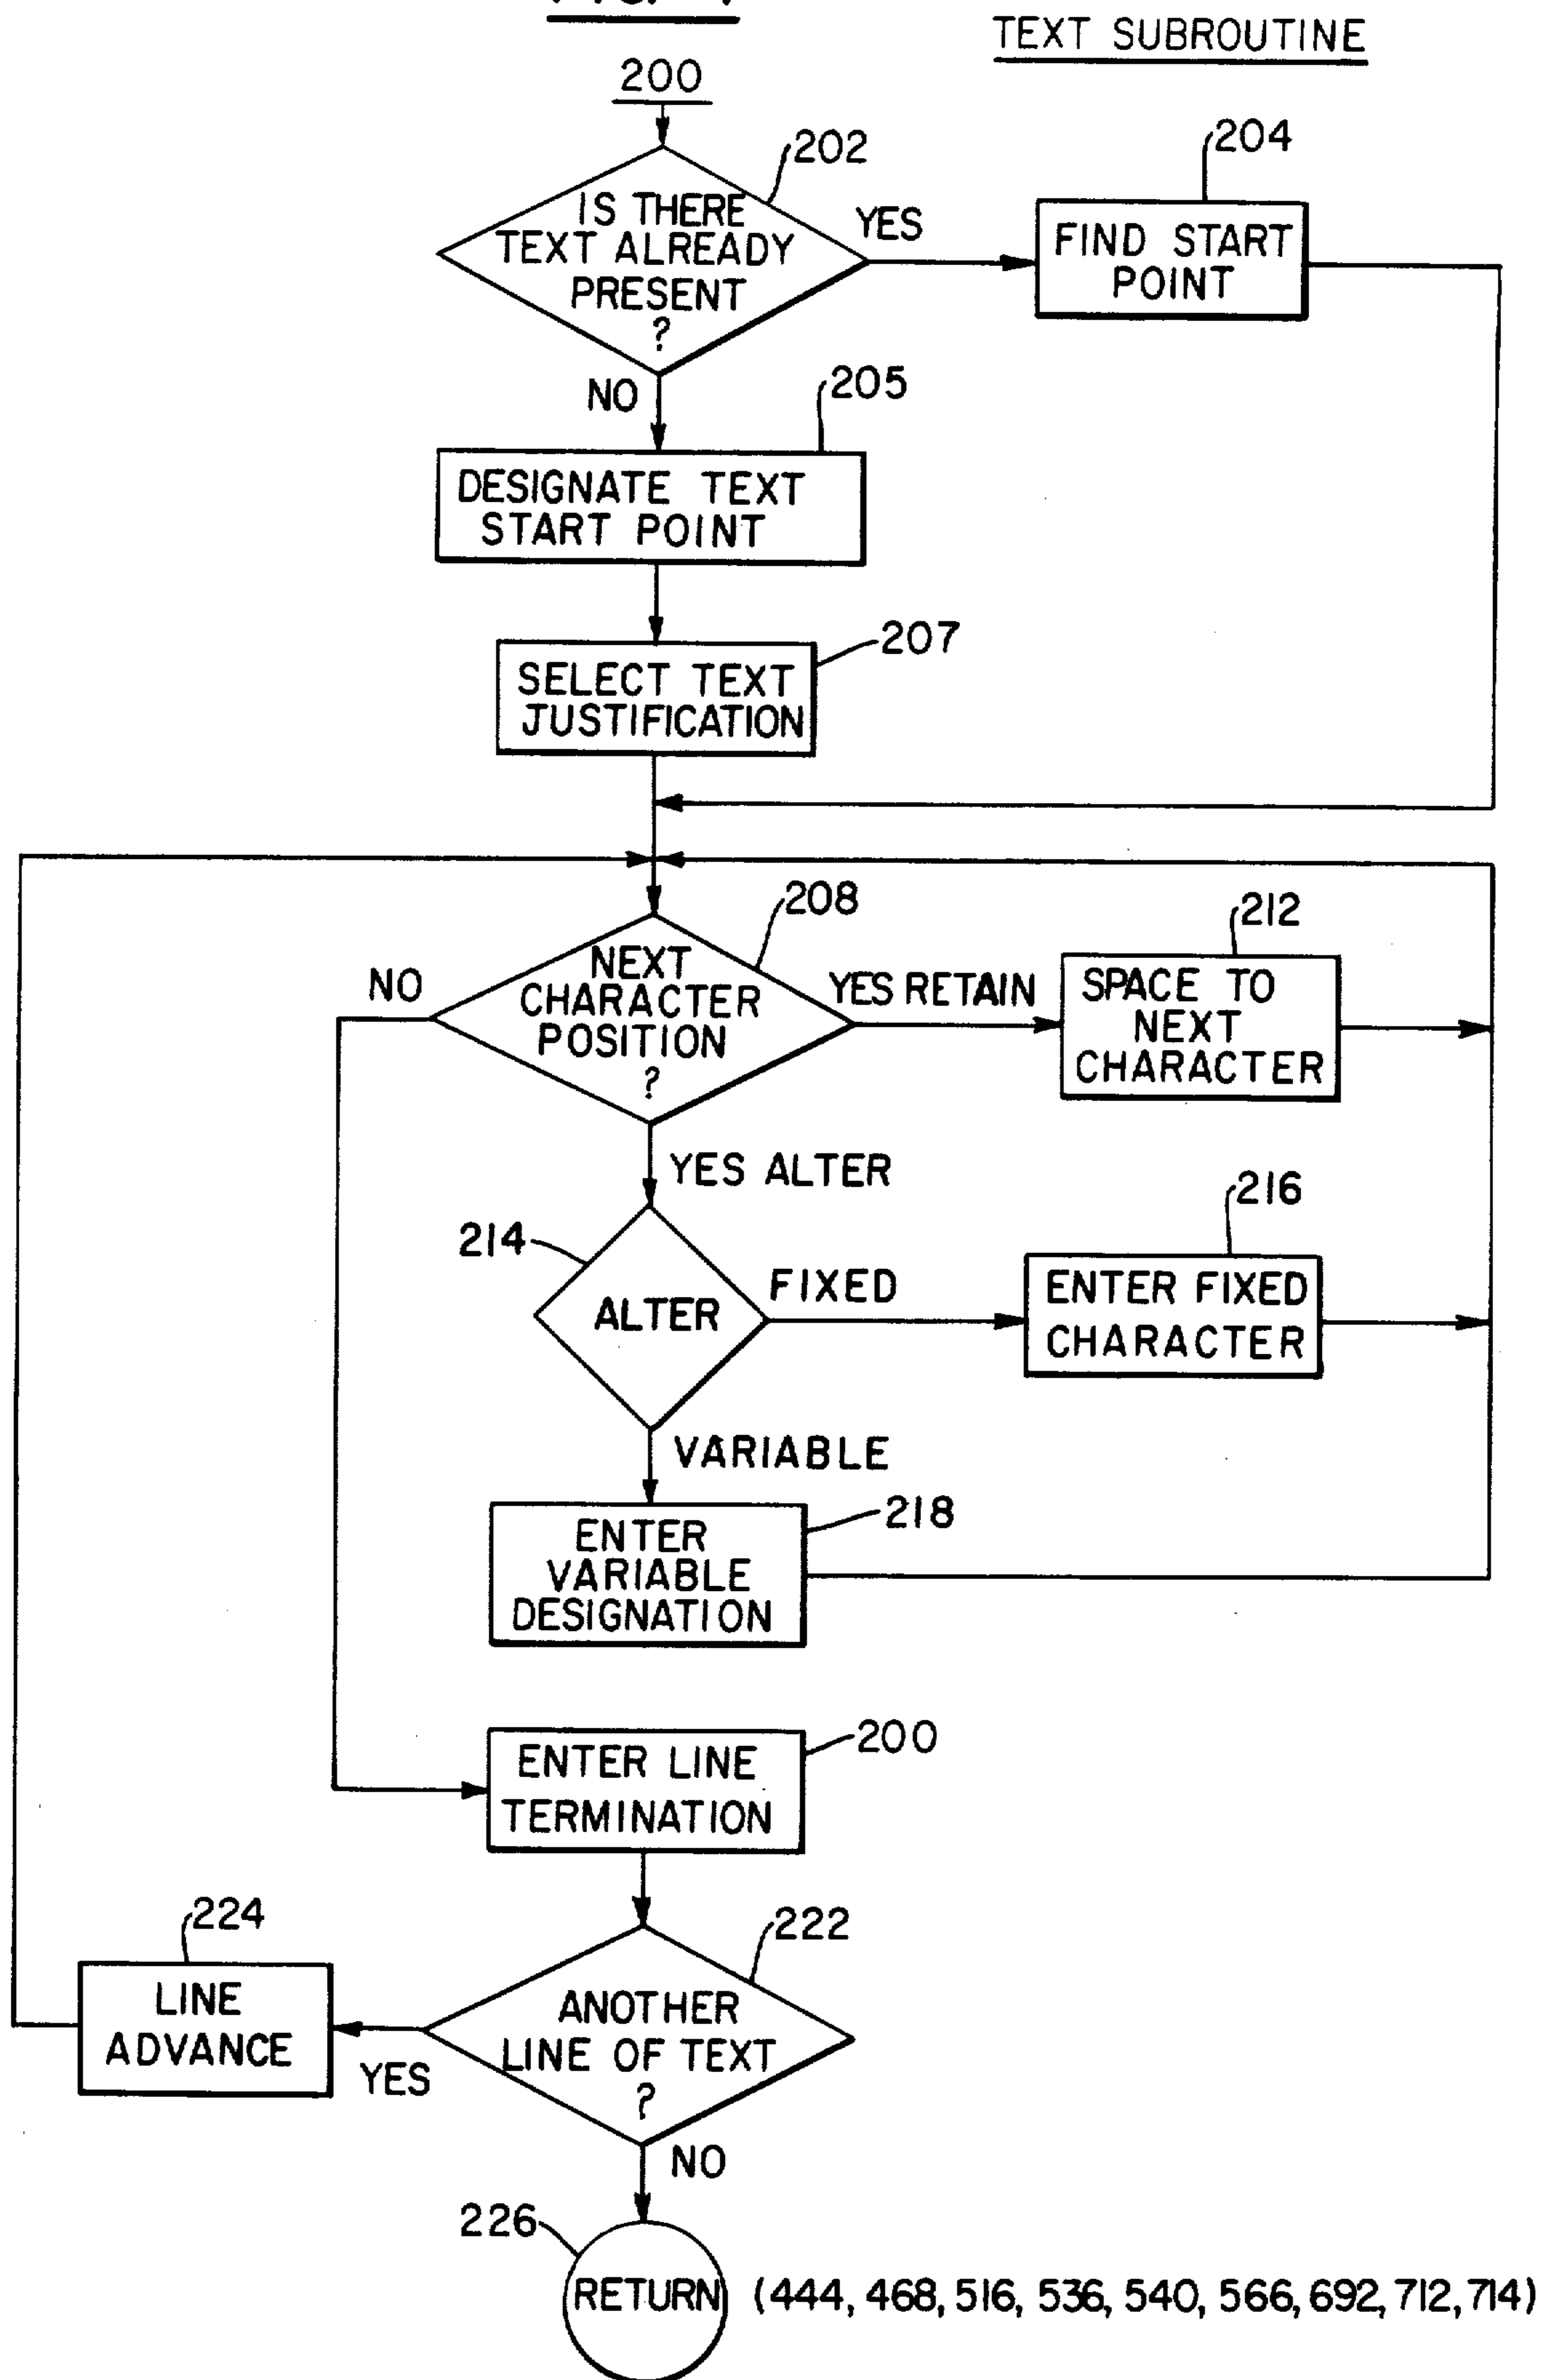 TEXT SUBROUTINE
200
202
IS THERE
TEXT ALREADY
PRESENT
?
YES
204
FIND START
POINT
NO
205
DESIGNATE TEXT
START POINT
207
SELECT TEXT
JUSTIFICATION
208
NEXT
CHARACTER
POSITION
?
NO
YES RETAIN
212
SPACE TO
NEXT
CHARACTER
YES ALTER
214
ALTER
FIXED
216
ENTER FIXED
CHARACTER
VARIABLE
218
ENTER
VARIABLE
DESIGNATION
200
ENTER LINE
TERMINATION
222
ANOTHER
LINE OF TEXT
?
YES
224
LINE
ADVANCE
NO
226
RETURN (444, 468, 516, 536, 540, 566, 692, 712, 714)